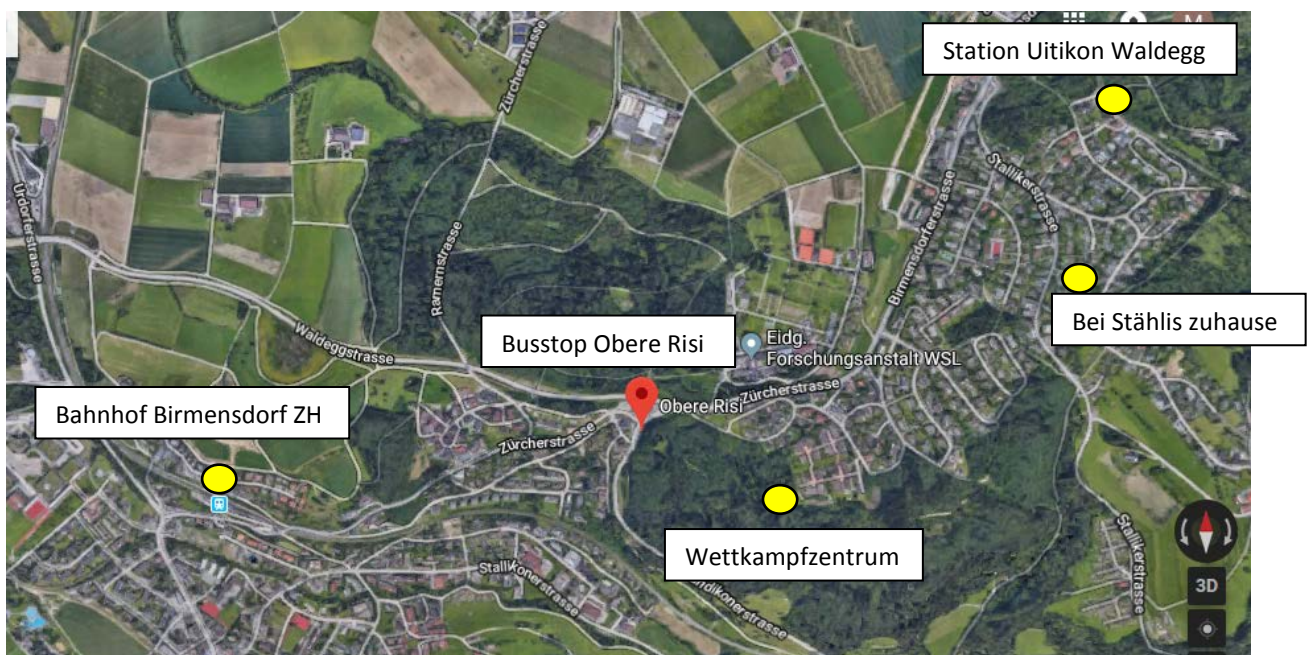 M
Station Uitikon Waldegg
Zürcherstrasse
Stallikerstrasse
Urdorferstrasse
Birmensdorferstrasse
Ramernstrasse
Bei Stählis zuhause
Busstop Obere Risi
Eidg.
Forschungsanstalt WSL
Waldeggstrasse
Zürcherstrasse
Obere Risi
Bahnhof Birmensdorf ZH
Zürcherstrasse
Wettkampfzentrum
Stallikonerstrasse
Stallikerstrasse
3D